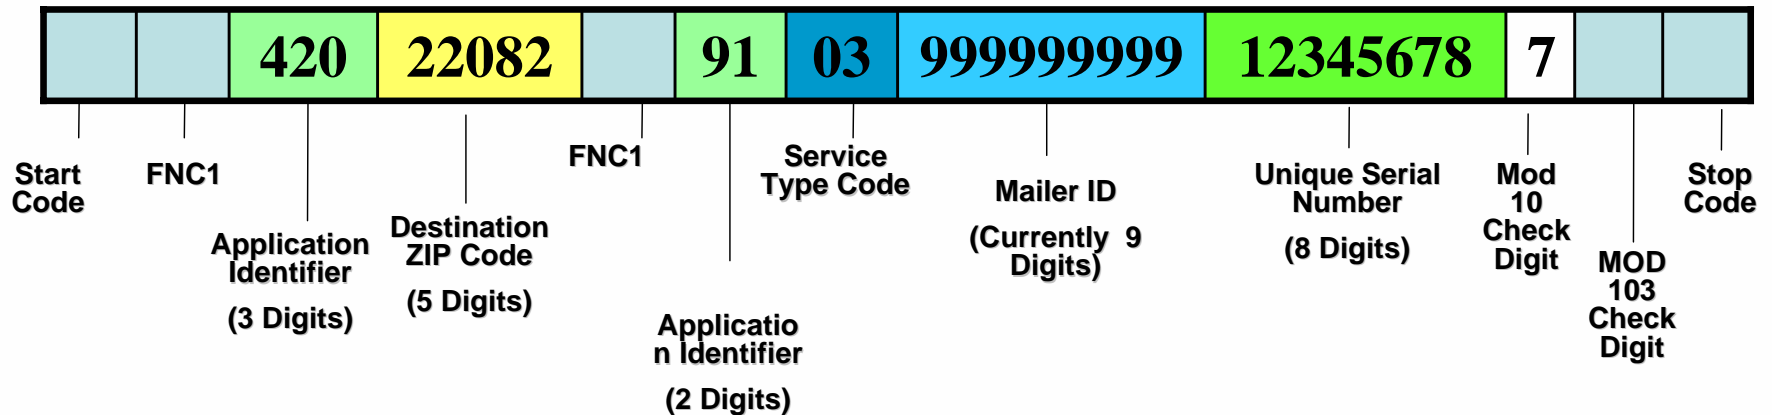 420 22082 91 03 999999999 12345678 7
Start
Code
FNC1
Application
Identifier
(3 Digits)
Destination
ZIP Code
(5 Digits)
FNC1
Applicatio
n Identifier
(2 Digits)
Service
Type Code
Mailer ID
(Currently 9
Digits)
Unique Serial
Number
(8 Digits)
Mod
10
Check
Digit
MOD
103
Check
Digit
Stop
Code